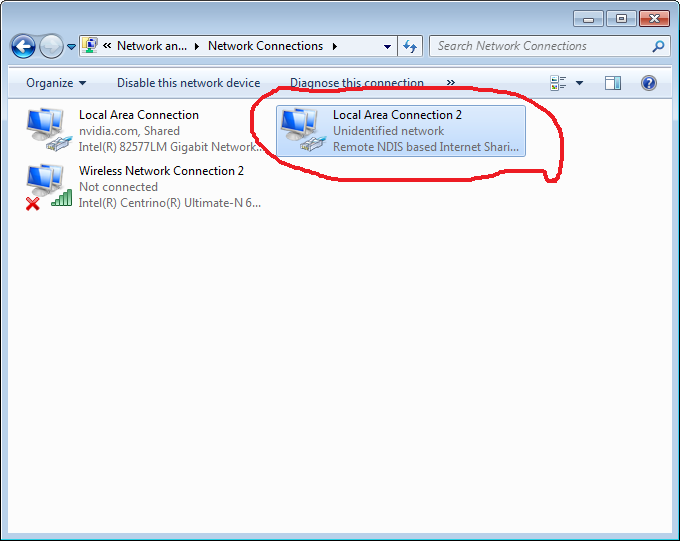 « Network an... Network Connections
Search Network Connections
Organize Disable this network device Diagnose this connection »
Local Area Connection
nvidia.com, Shared
Intel(R) 82577LM Gigabit Network...
Local Area Connection 2
Unidentified network
Remote NDIS based Internet Shari...
Wireless Network Connection 2
Not connected
Intel(R) Centrino(R) Ultimate-N 6...